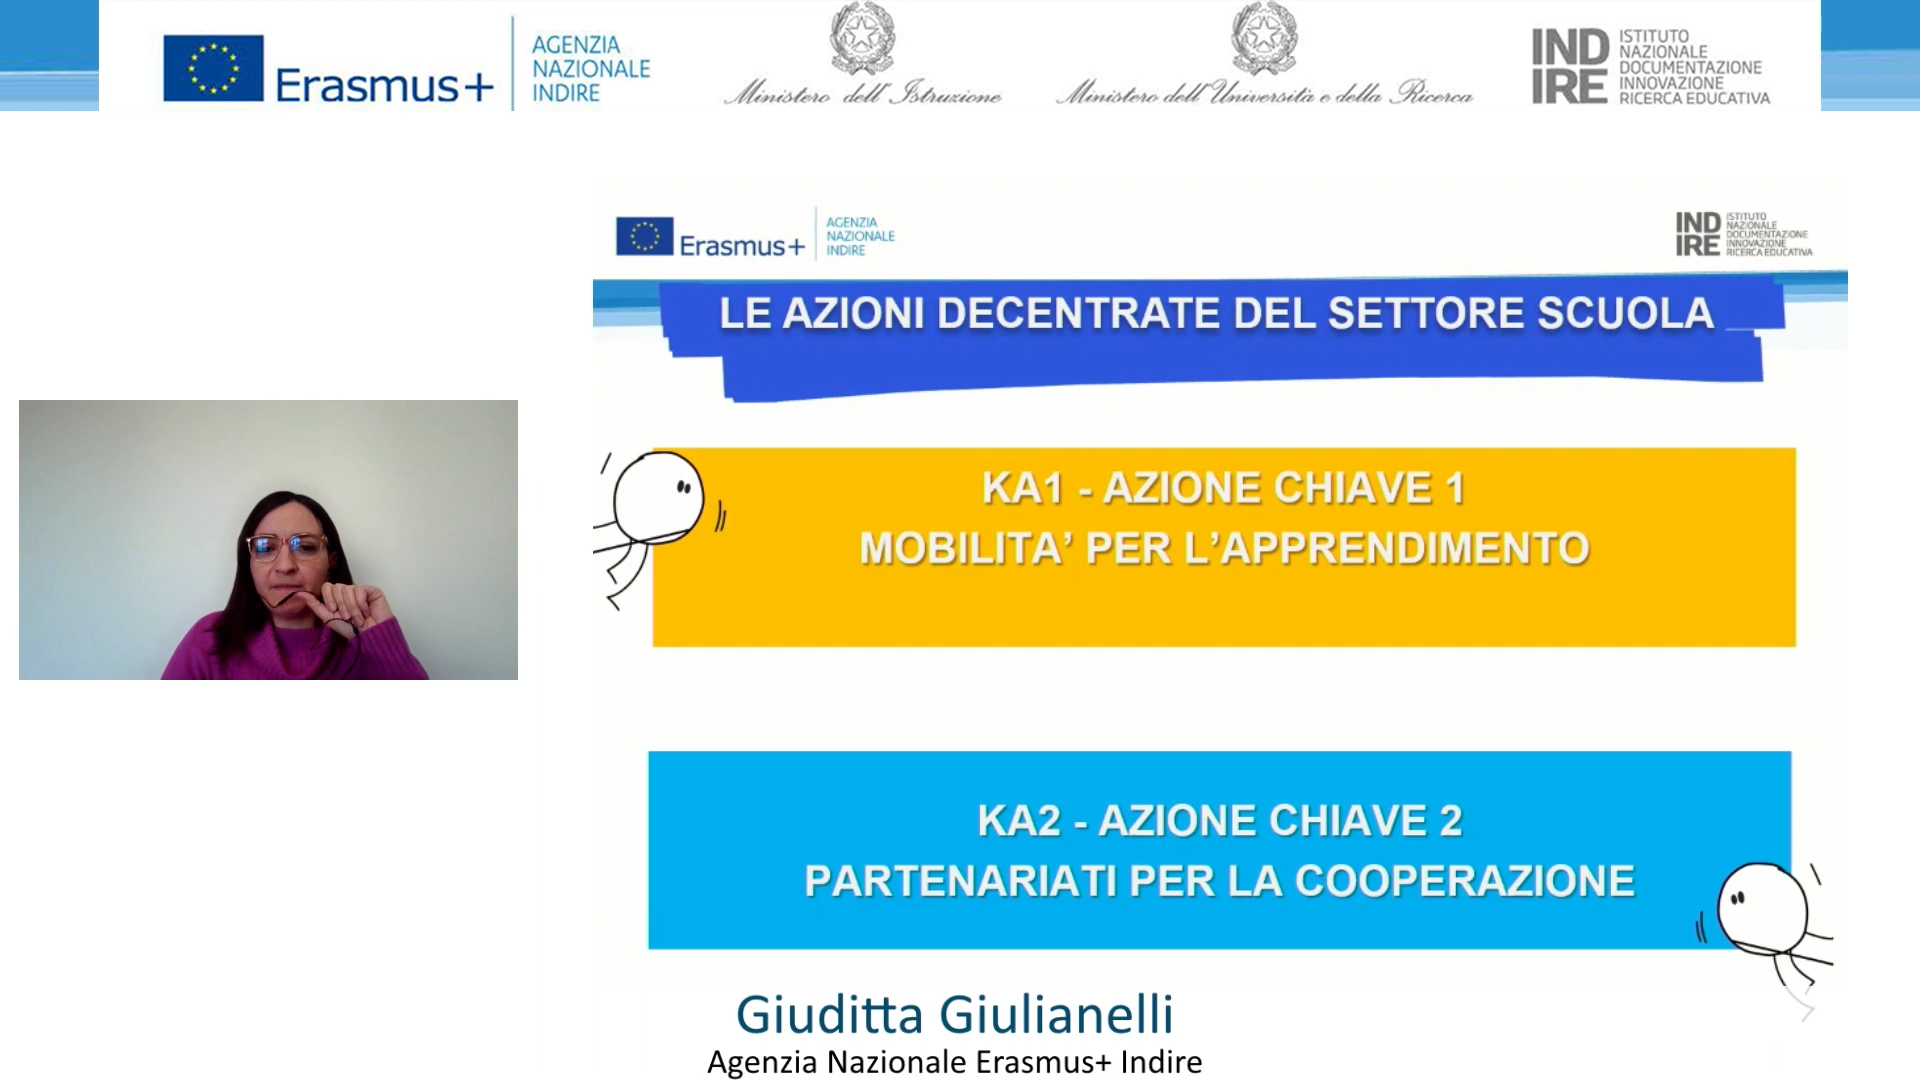 Erasmus+
AGENZIA
NAZIONALE
INDIRE
Ministero dell'Istruzione
Ministero dell'Università e della Ricerca
IND
IRE
ISTITUTO
NAZIONALE
DOCUMENTAZIONE
INNOVAZIONE
RICERCA EDUCATIVA
Erasmus+
AGENZIA
NAZIONALE
INDIRE
IND
IRE
ISTITUTO
NAZIONALE
DOCUMENTAZIONE
INNOVAZIONE
RICERCA EDUCATIVA
LE AZIONI DECENTRATE DEL SETTORE SCUOLA
KA1 - AZIONE CHIAVE 1
MOBILITA’ PER L’APPRENDIMENTO
KA2 - AZIONE CHIAVE 2
PARTENARIATI PER LA COOPERAZIONE
Giuditta Giulianelli
Agenzia Nazionale Erasmus+ Indire